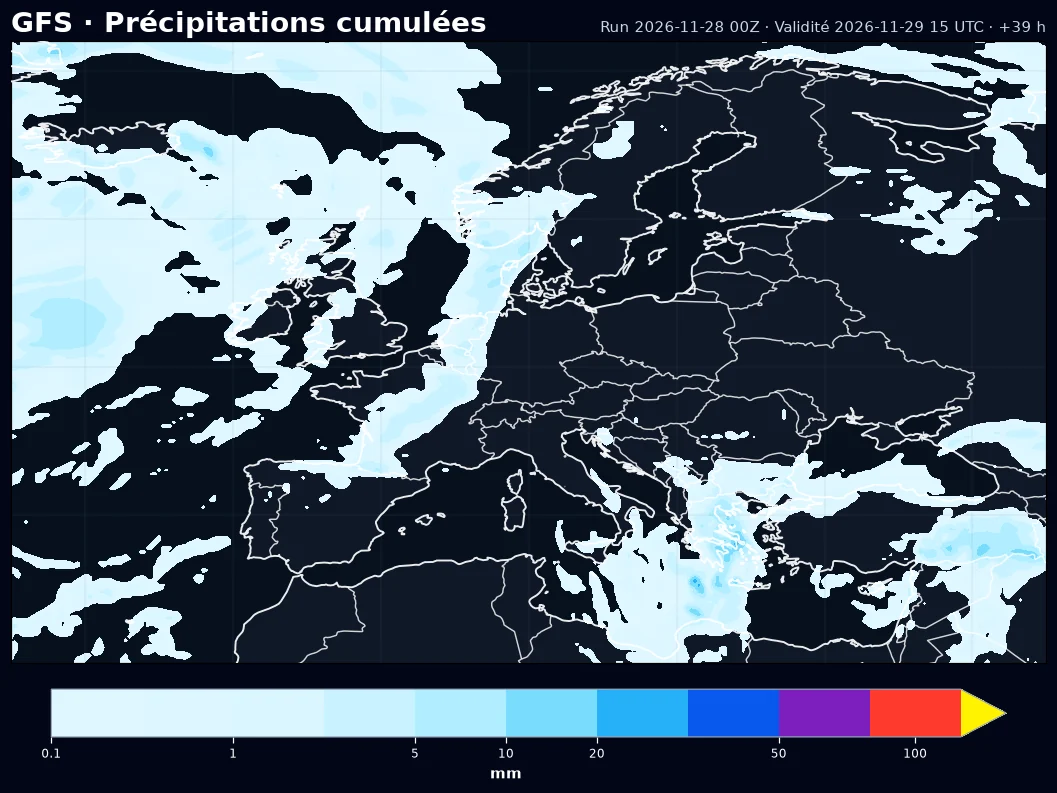 GFS · Précipitations cumulées
Run 2026-11-28 00Z · Validité 2026-11-29 15 UTC · +39 h
0.1 1 5 10 20 50 100
mm